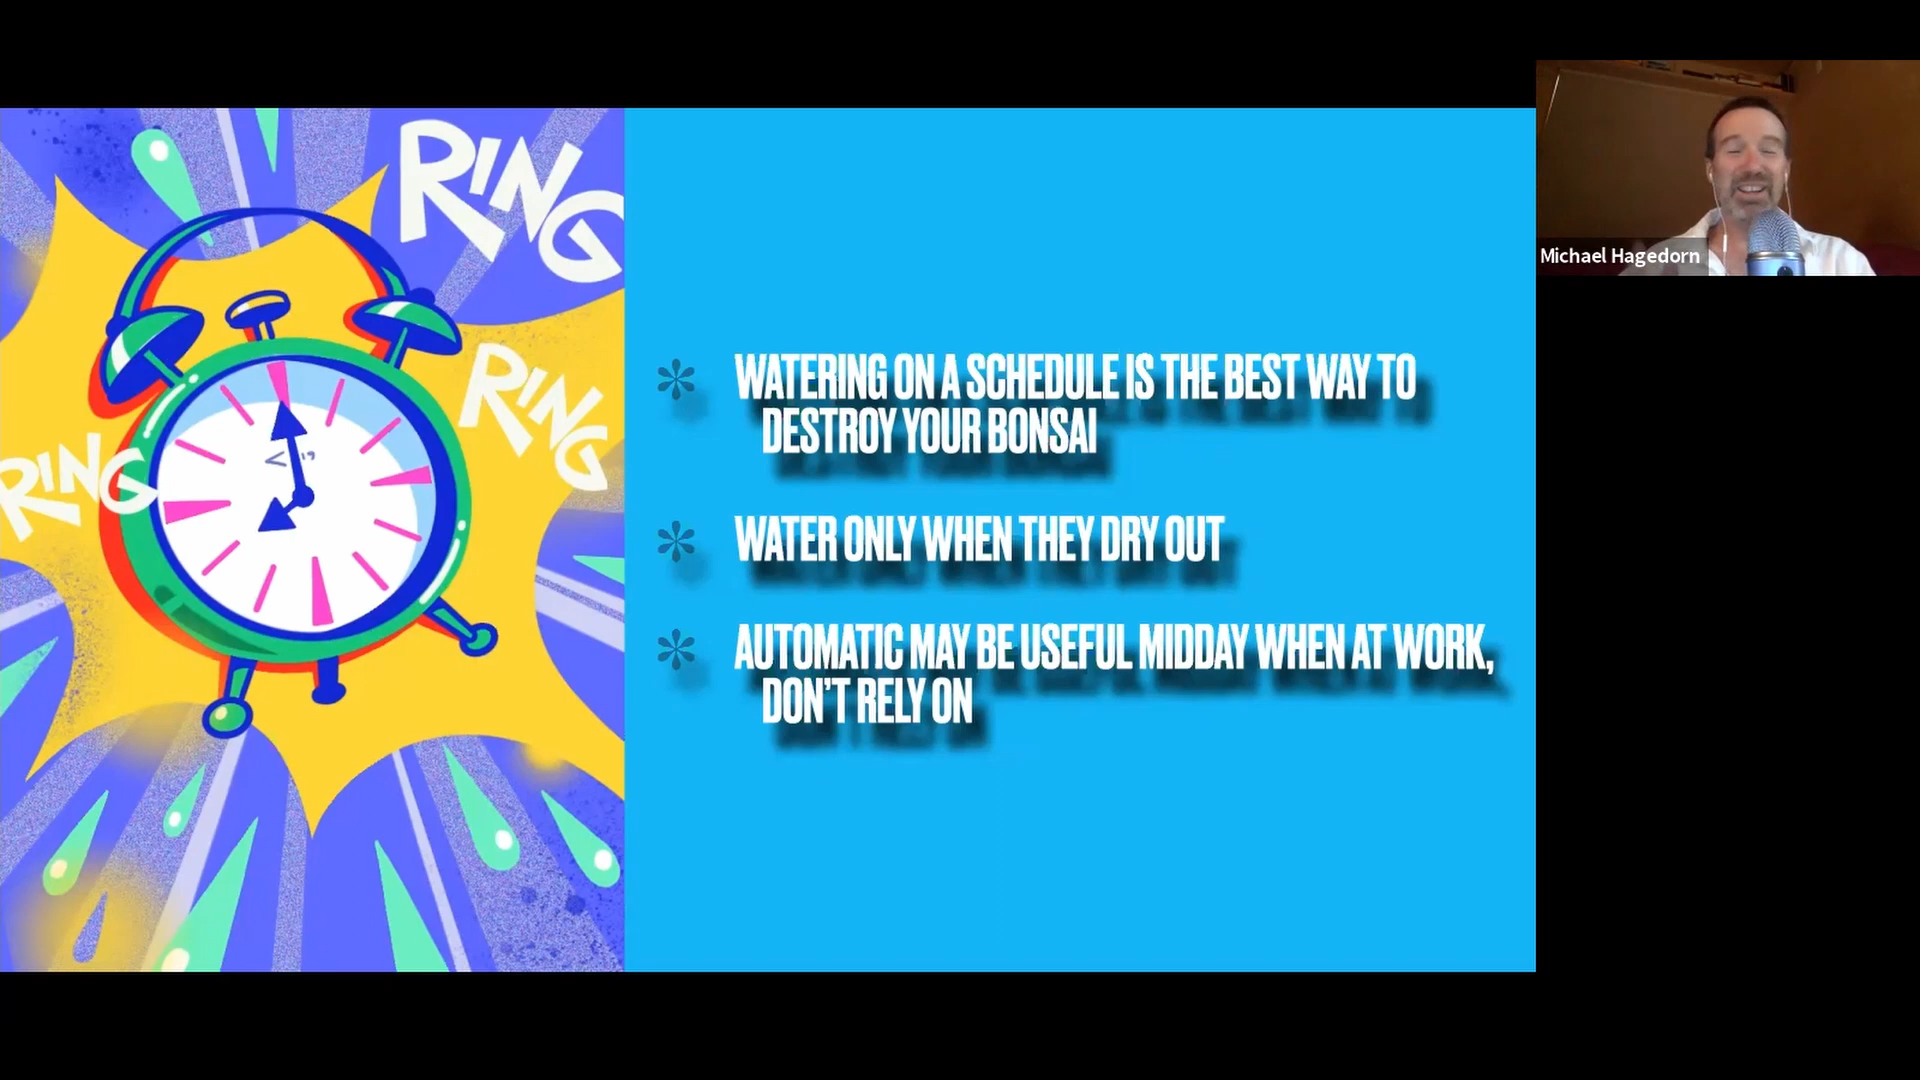 RING
RING
RING
* WATERING ON A SCHEDULE IS THE BEST WAY TO
DESTROY YOUR BONSAI
* WATER ONLY WHEN THEY DRY OUT
* AUTOMATIC MAY BE USEFUL MIDDAY WHEN AT WORK,
DON'T RELY ON
Michael Hagedorn